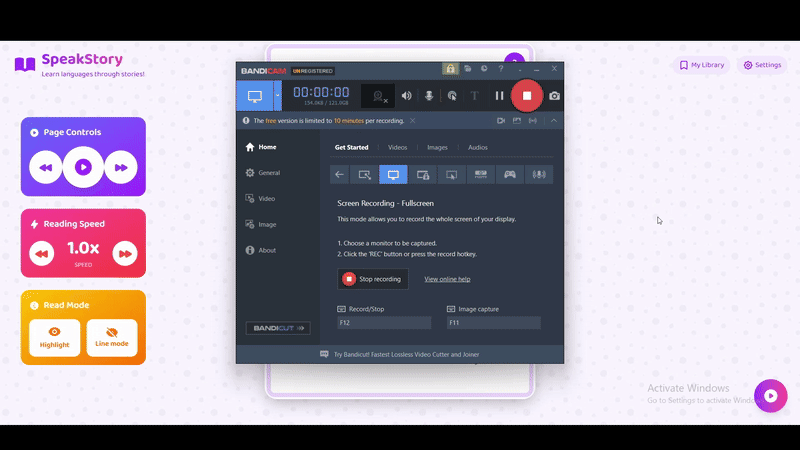 SpeakStory
Learn languages through stories!
My Library
Settings
Page Controls
Reading Speed
1.0x
SPEED
Read Mode
Highlight
Line mode
BANDICAM UNREGISTERED
00:00:00
The free version is limited to 10 minutes per recording.
Home
General
Video
Image
About
BANDICUT
Get Started
Videos
Images
Audios
Screen Recording - Fullscreen
This mode allows you to record the whole screen of your display.
1. Choose a monitor to be captured.
2. Click the 'REC' button or press the record hotkey.
Stop recording
View online help
Record/Stop
F12
Image capture
F11
Try Bandicut! Fastest Lossless Video Cutter and Joiner
Activate Windows
Go to Settings to activate Windows